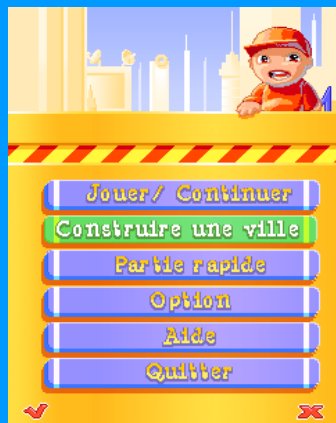 Jouer/ Continuer
Construire une ville
Partie rapide
Option
Aide
Quitter